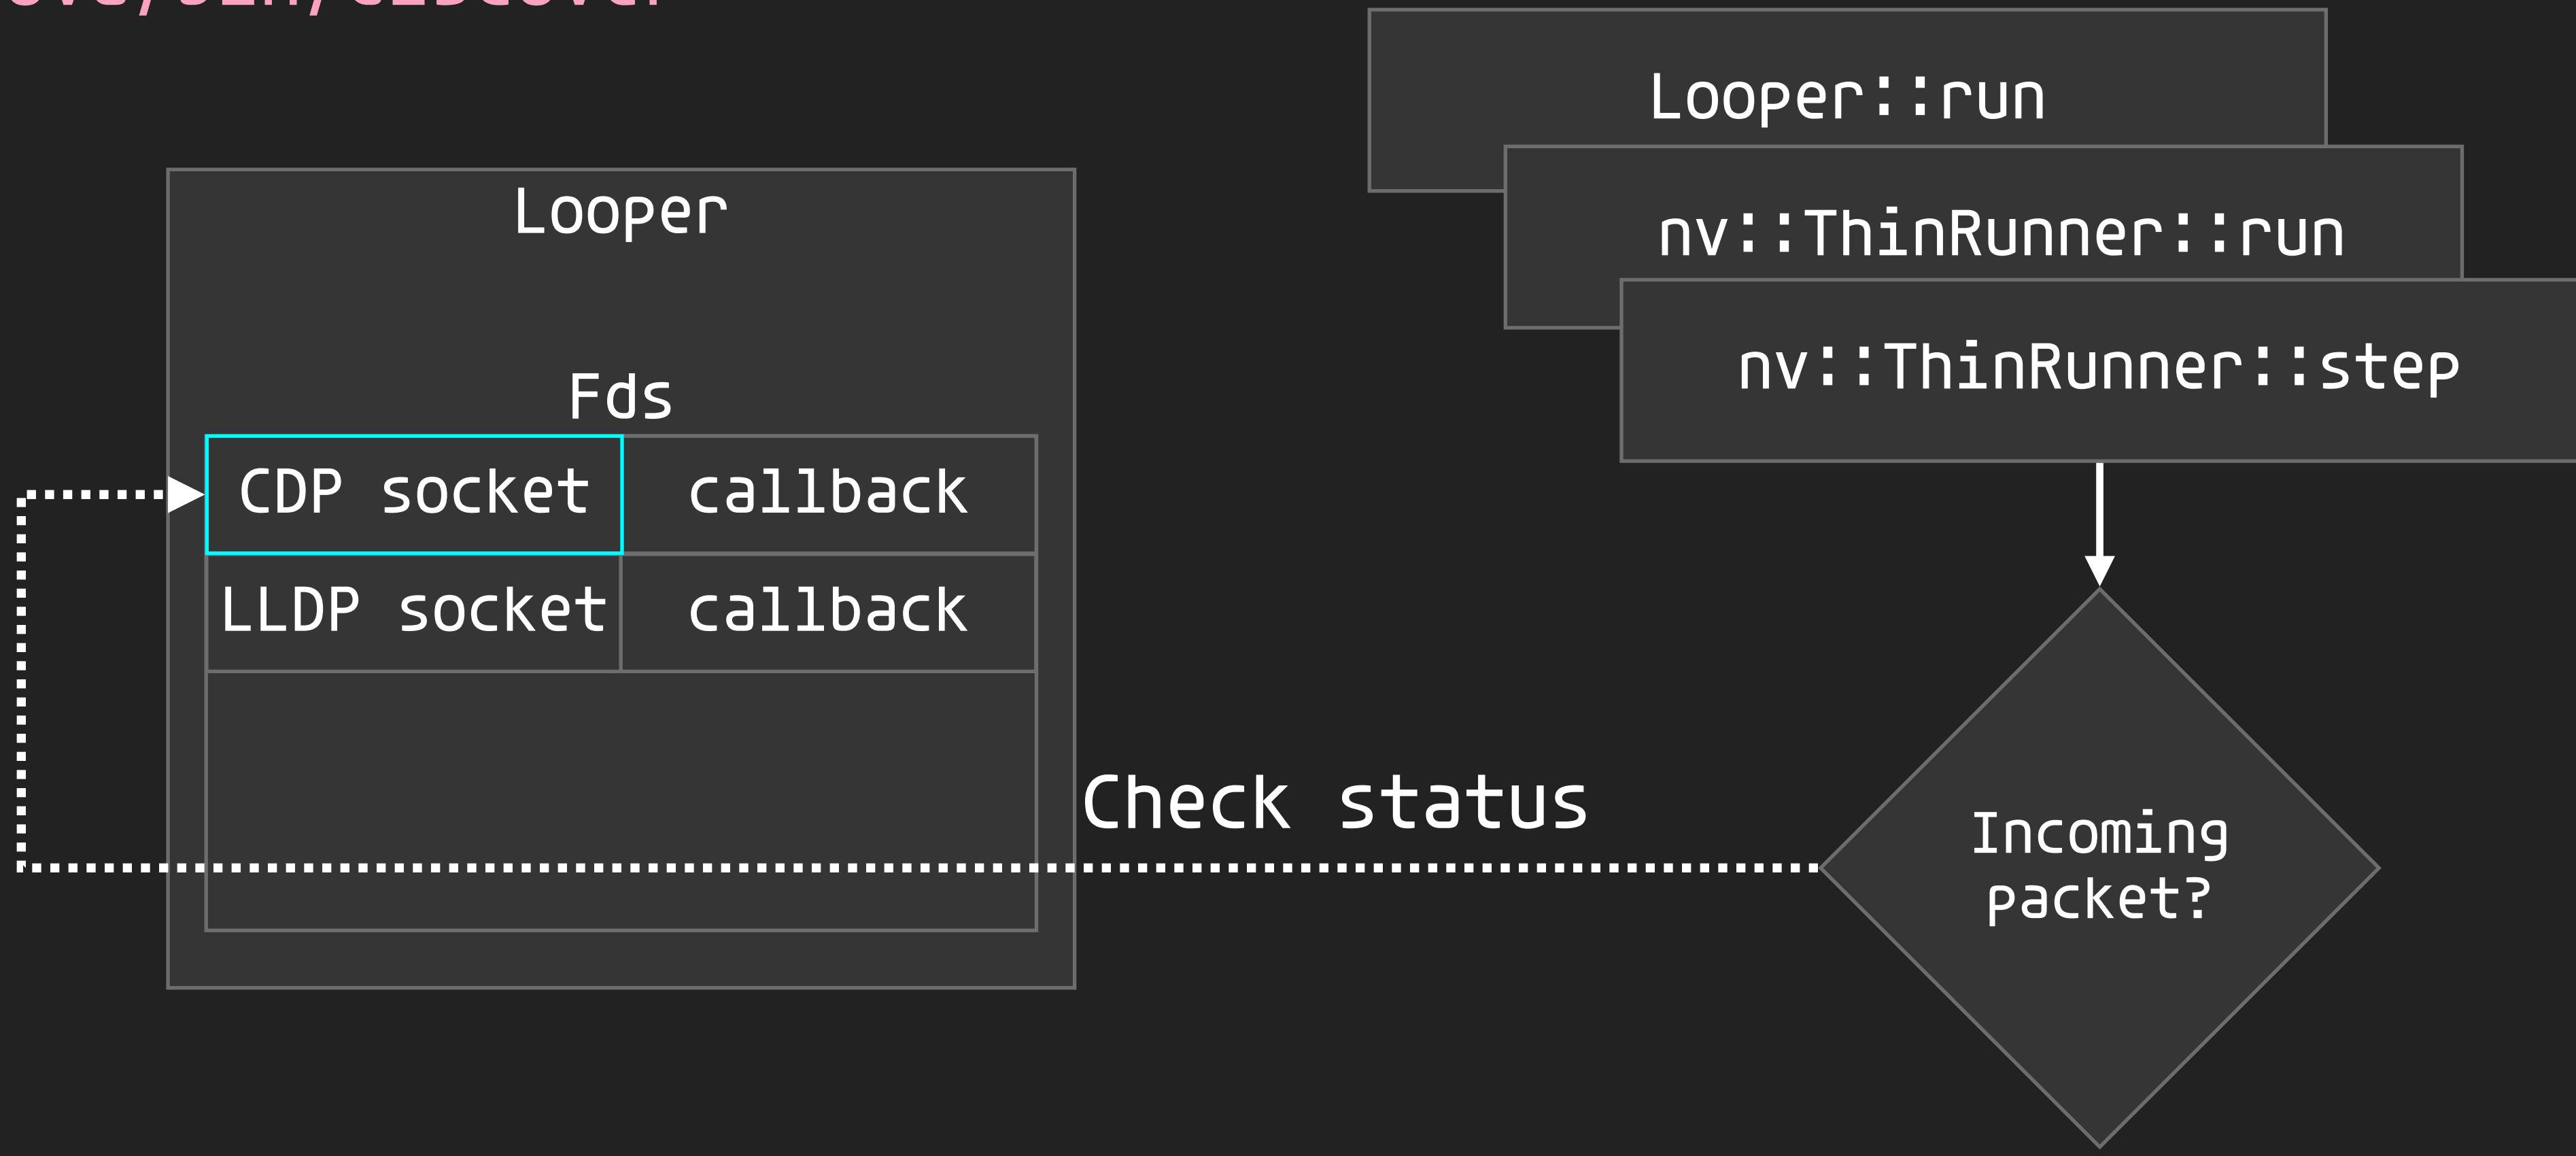 Looper::run
nv::ThinRunner::run
nv::ThinRunner::step
Looper
Fds
CDP socket callback
LLDP socket callback
Check status
Incoming
packet?